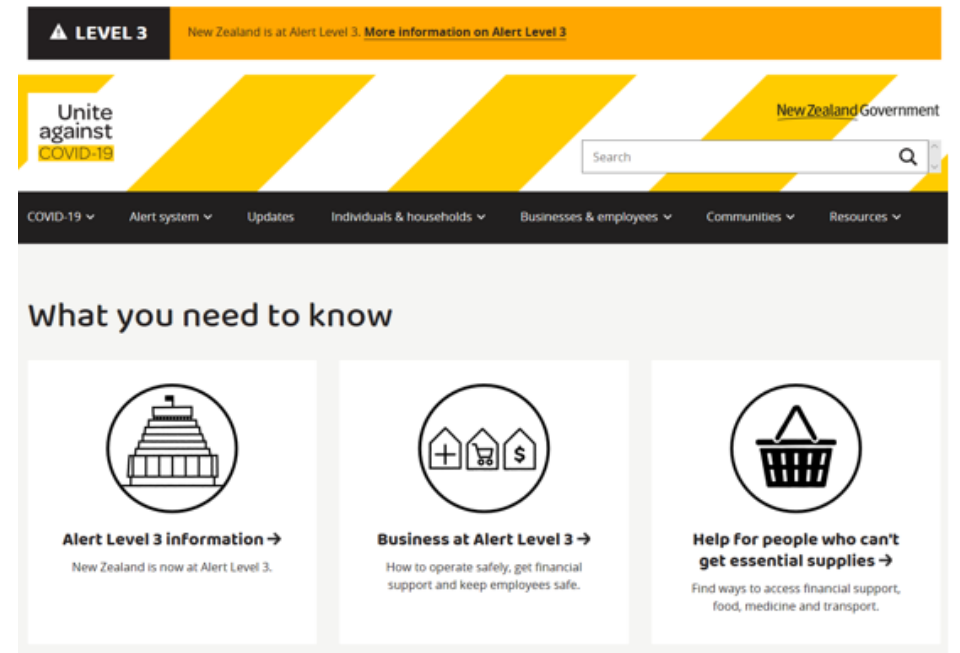 LEVEL 3
New Zealand is at Alert Level 3. More information on Alert Level 3
Unite
against
COVID-19
New Zealand Government
Search
COVID-19 Alert system Updates Individuals & households Businesses & employees Communities Resources
What you need to know
$
Alert Level 3 information →
New Zealand is now at Alert Level 3.
Business at Alert Level 3 →
How to operate safely, get financial
support and keep employees safe.
Help for people who can't
get essential supplies →
Find ways to access financial support,
food, medicine and transport.